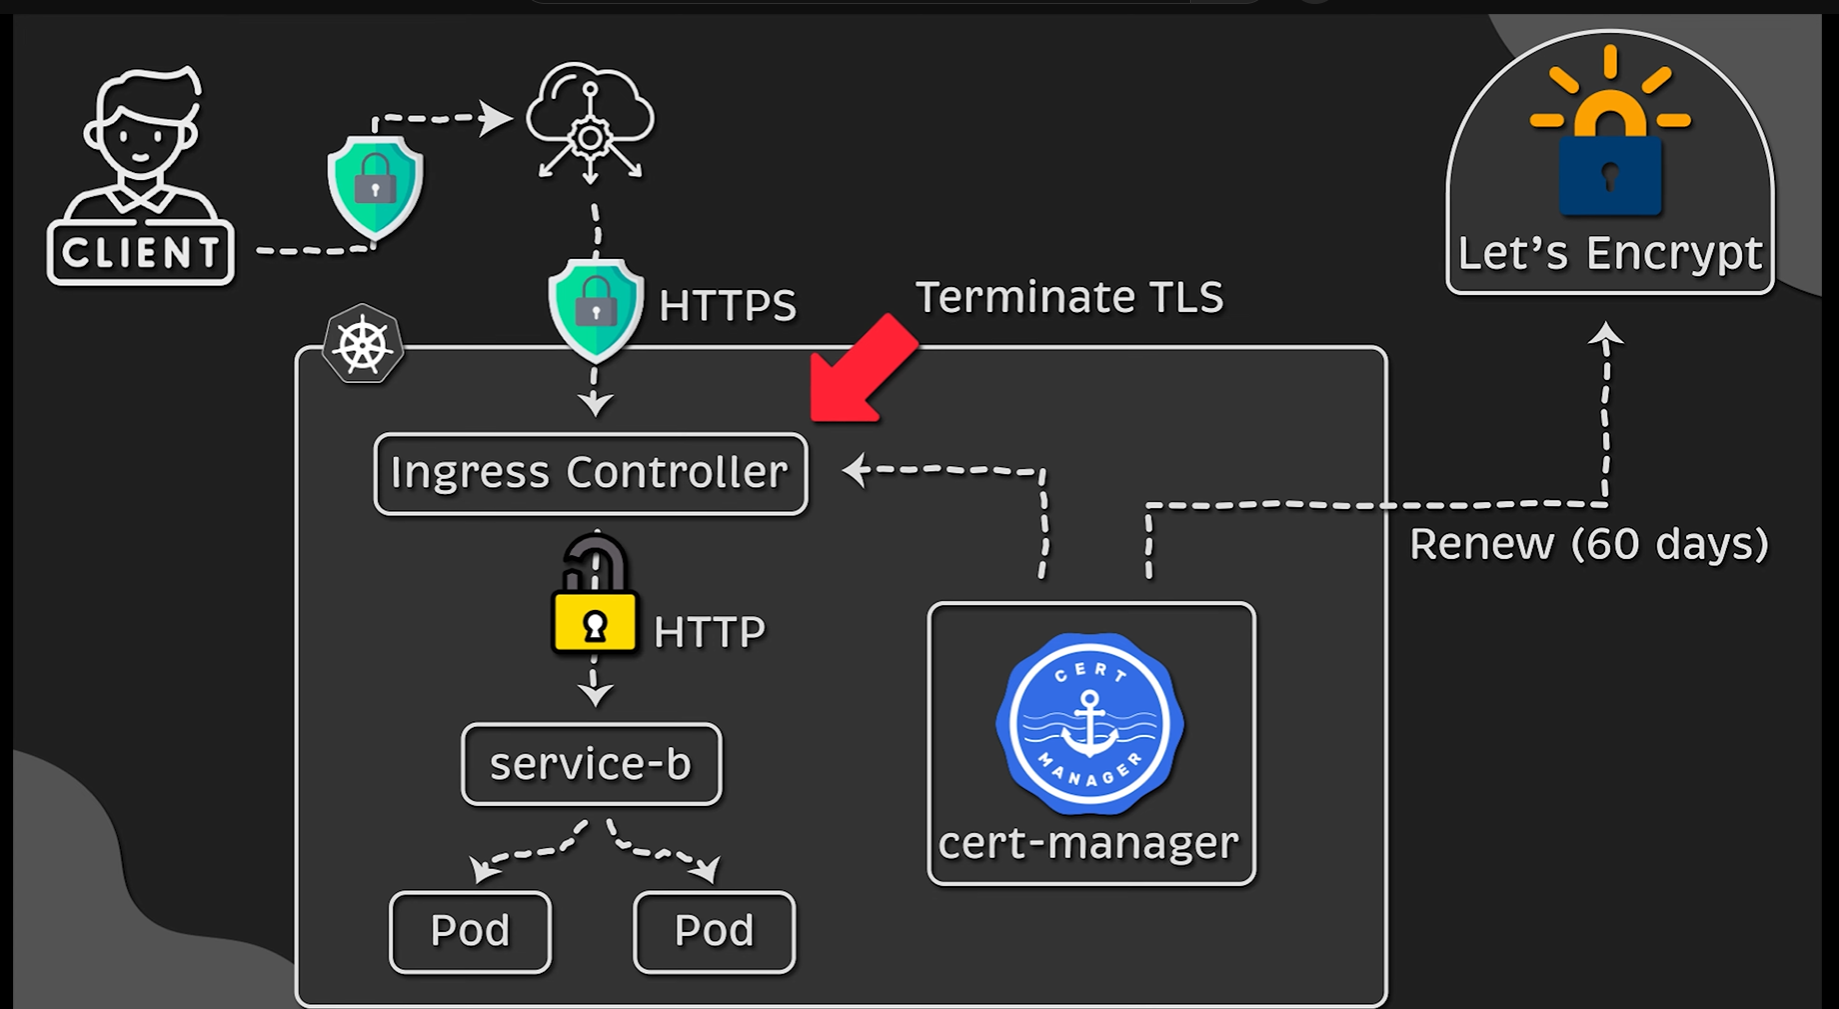 CLIENT
Let's Encrypt
HTTPS
Terminate TLS
Ingress Controller
Renew (60 days)
HTTP
CERT
MANAGER
service-b
cert-manager
Pod
Pod